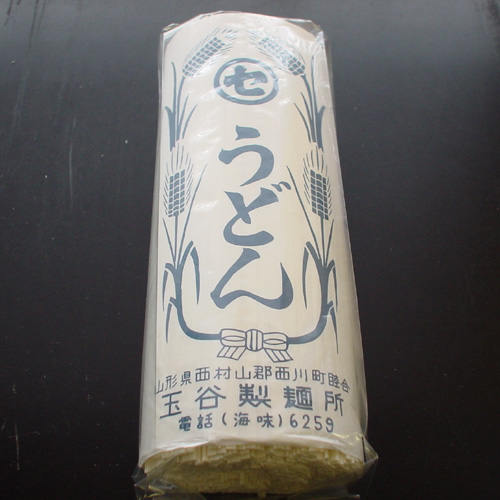 七
うどん
山形県西村山郡西川町睦合
玉谷製麺所
電話(海味)6259